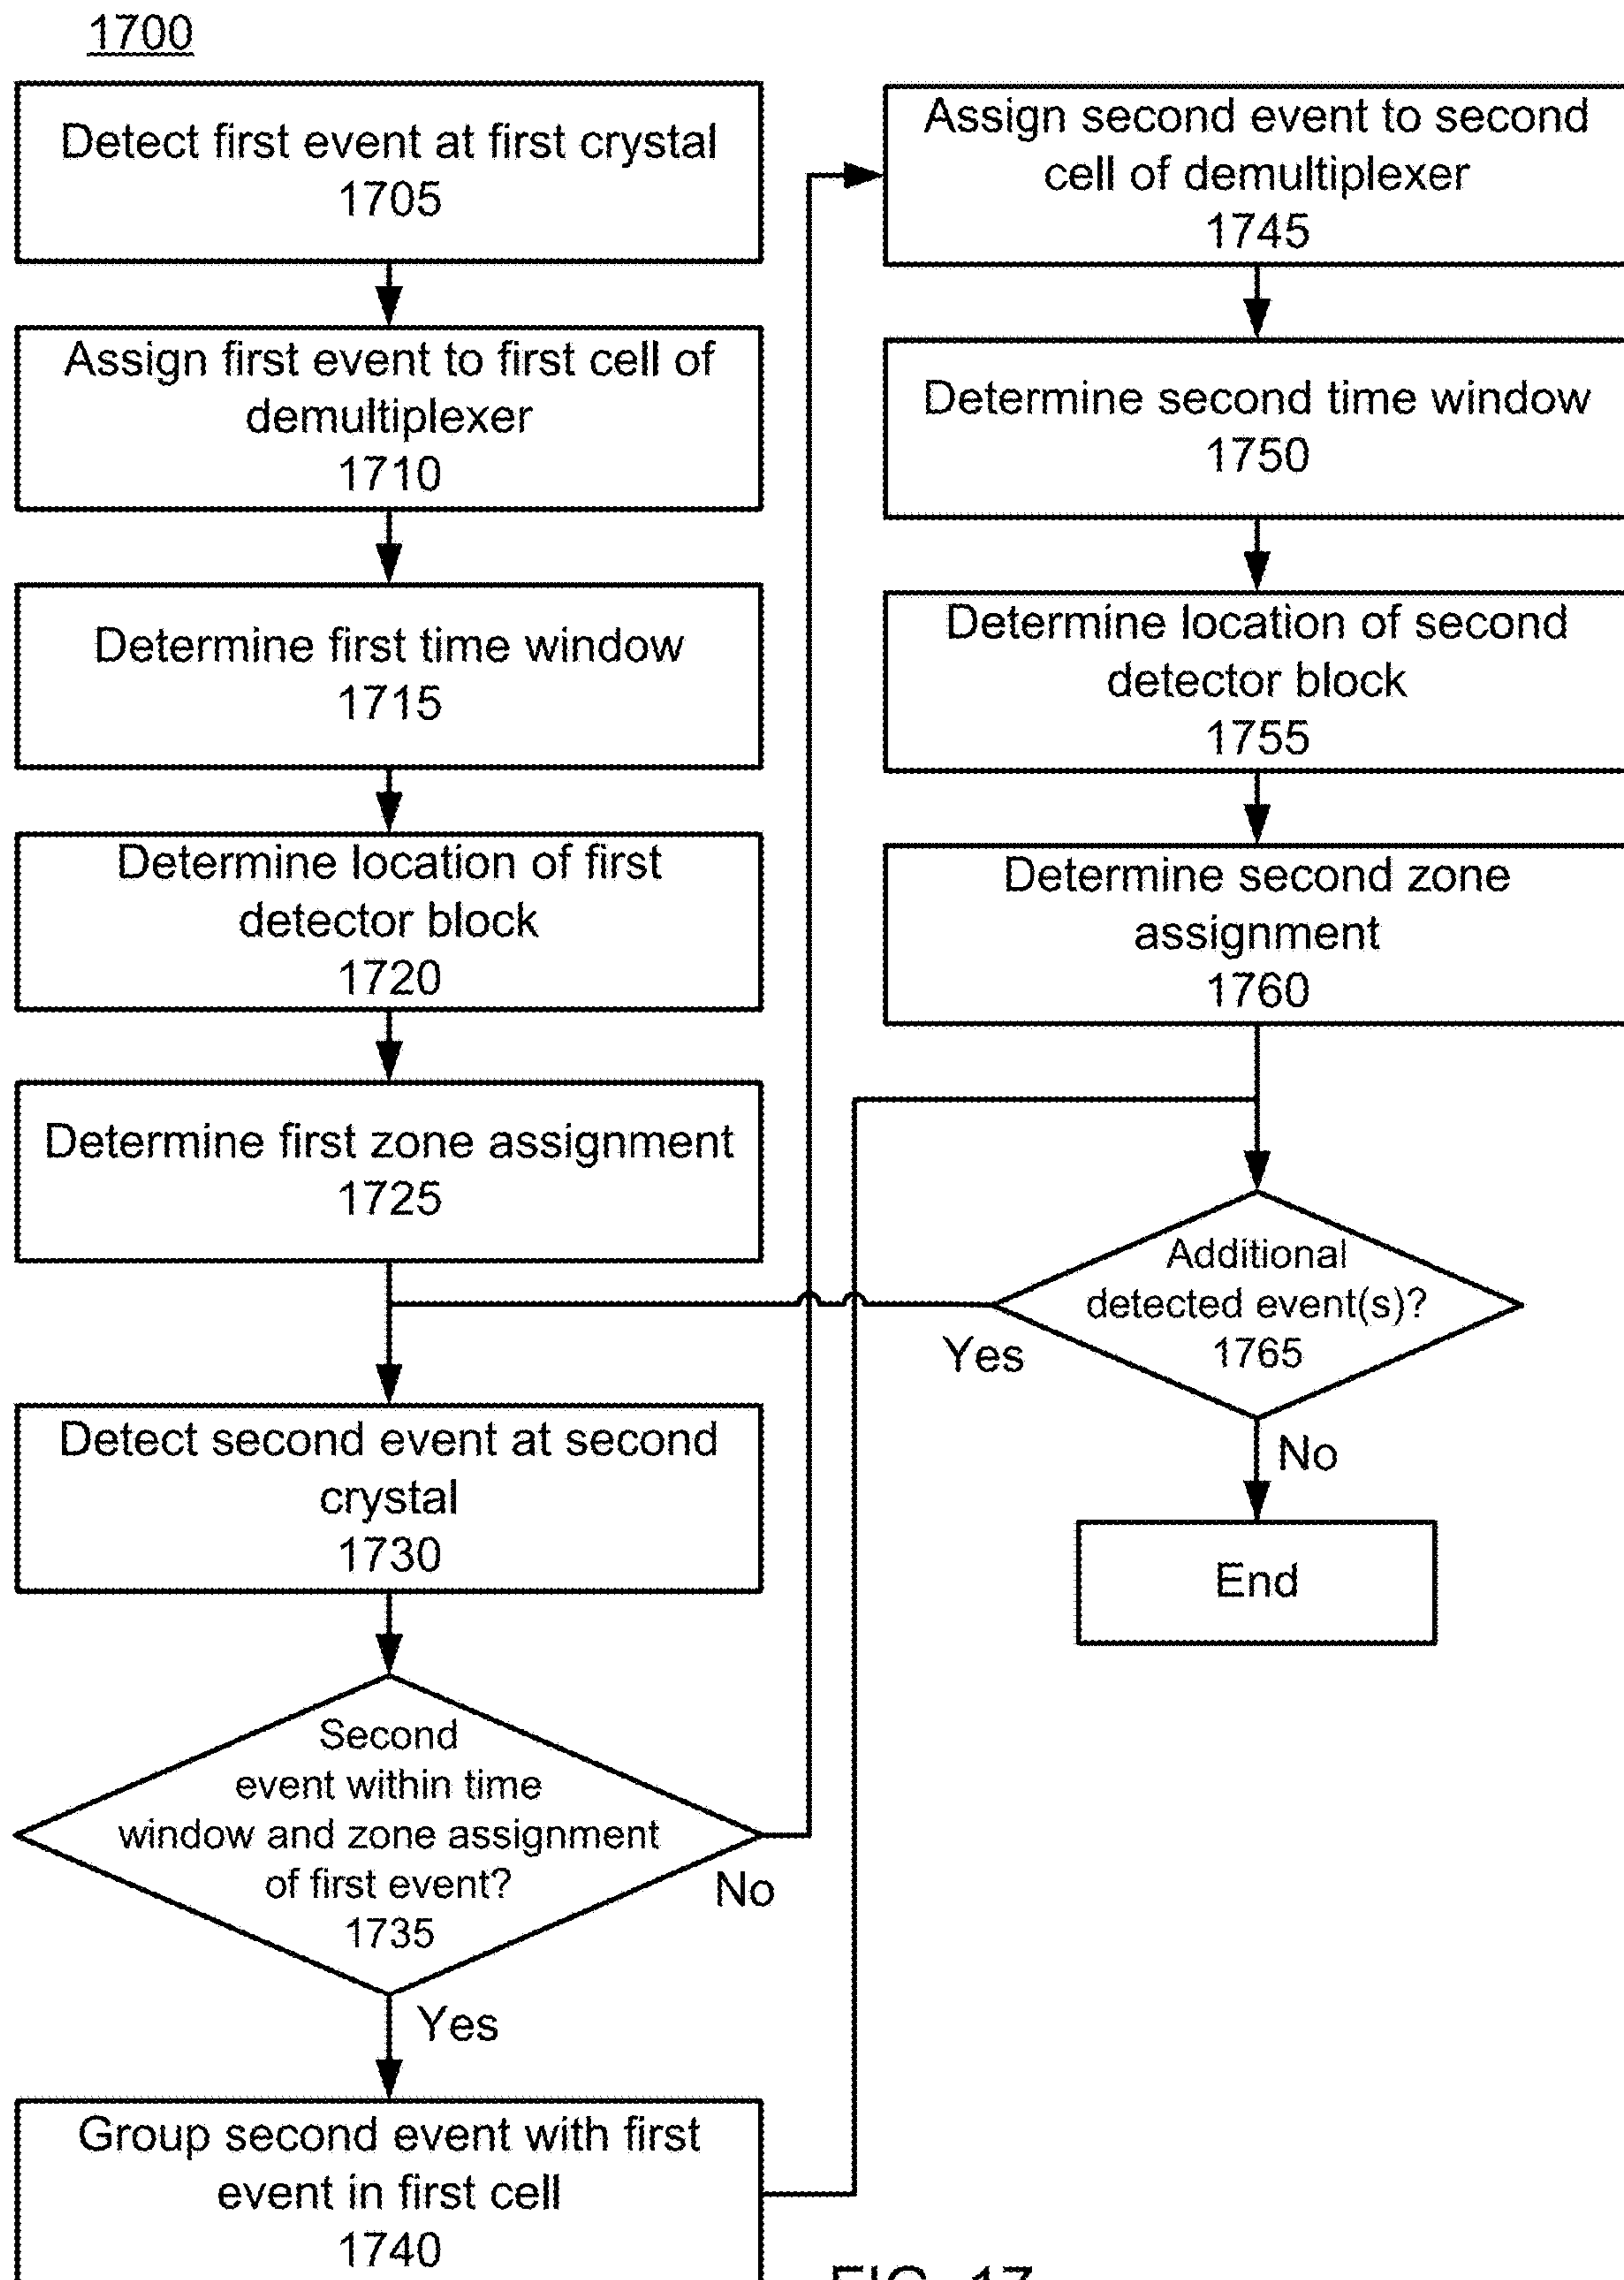 1700
Detect first event at first crystal
1705
Assign first event to first cell of
demultiplexer
1710
Determine first time window
1715
Determine location of first
detector block
1720
Determine first zone assignment
1725
Detect second event at second
crystal
1730
Second
event within time
window and zone assignment
of first event?
1735
No
Yes
Group second event with first
event in first cell
1740
Assign second event to second
cell of demultiplexer
1745
Determine second time window
1750
Determine location of second
detector block
1755
Determine second zone
assignment
1760
Additional
detected event(s)?
1765
Yes
No
End
FIG. 17